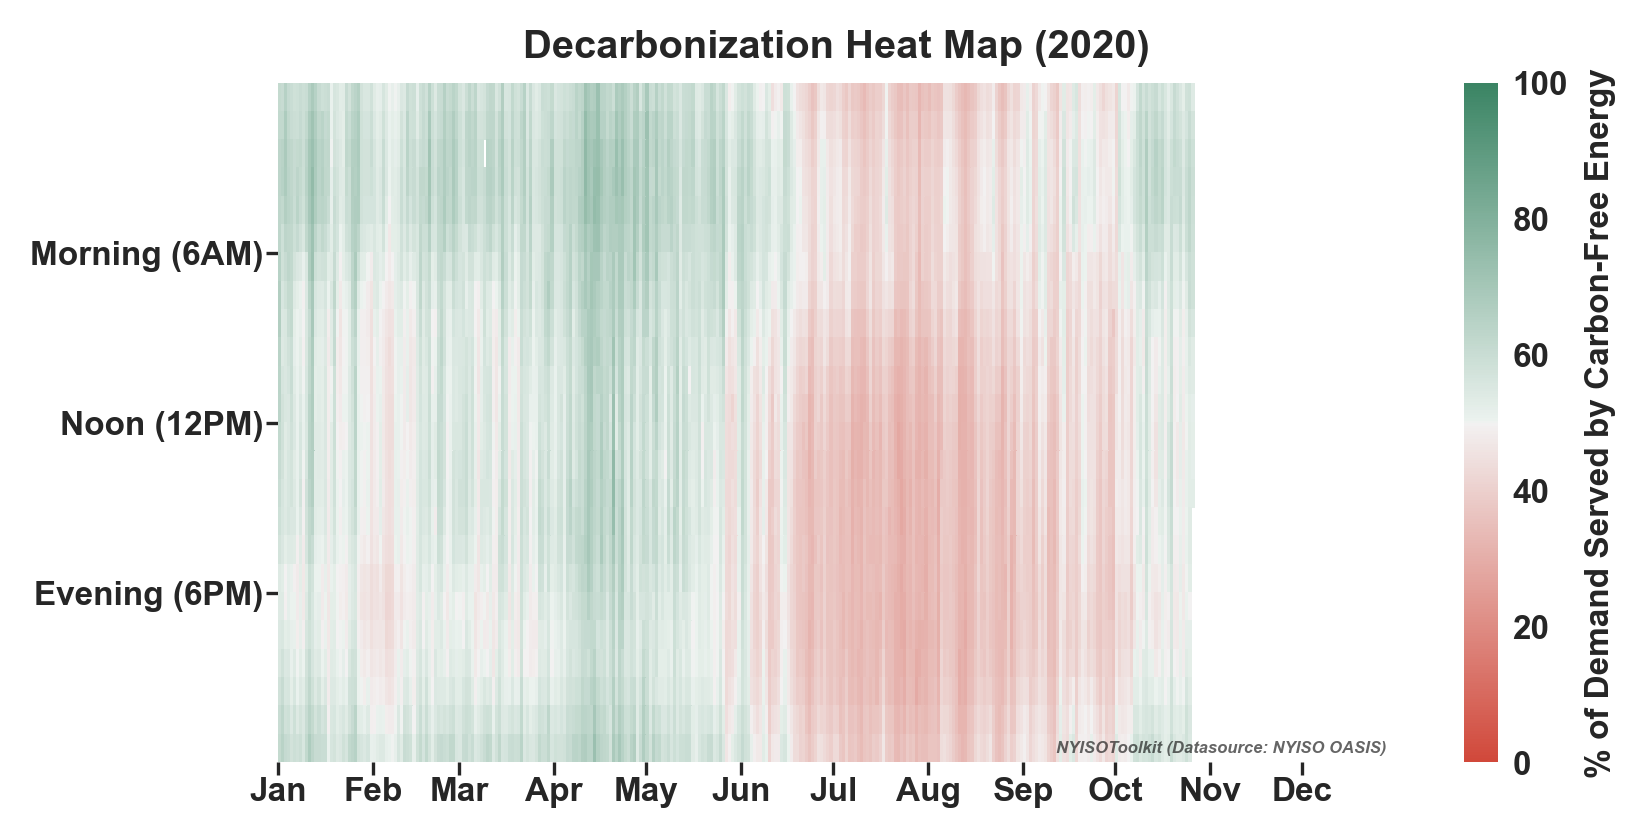 Decarbonization Heat Map (2020)
Morning (6AM)
Noon (12PM)
Evening (6PM)
NYISOToolkit (Datasource: NYISO OASIS)
Jan Feb Mar Apr May Jun Jul Aug Sep Oct Nov Dec
100
80
60
40
20
0
% of Demand Served by Carbon-Free Energy